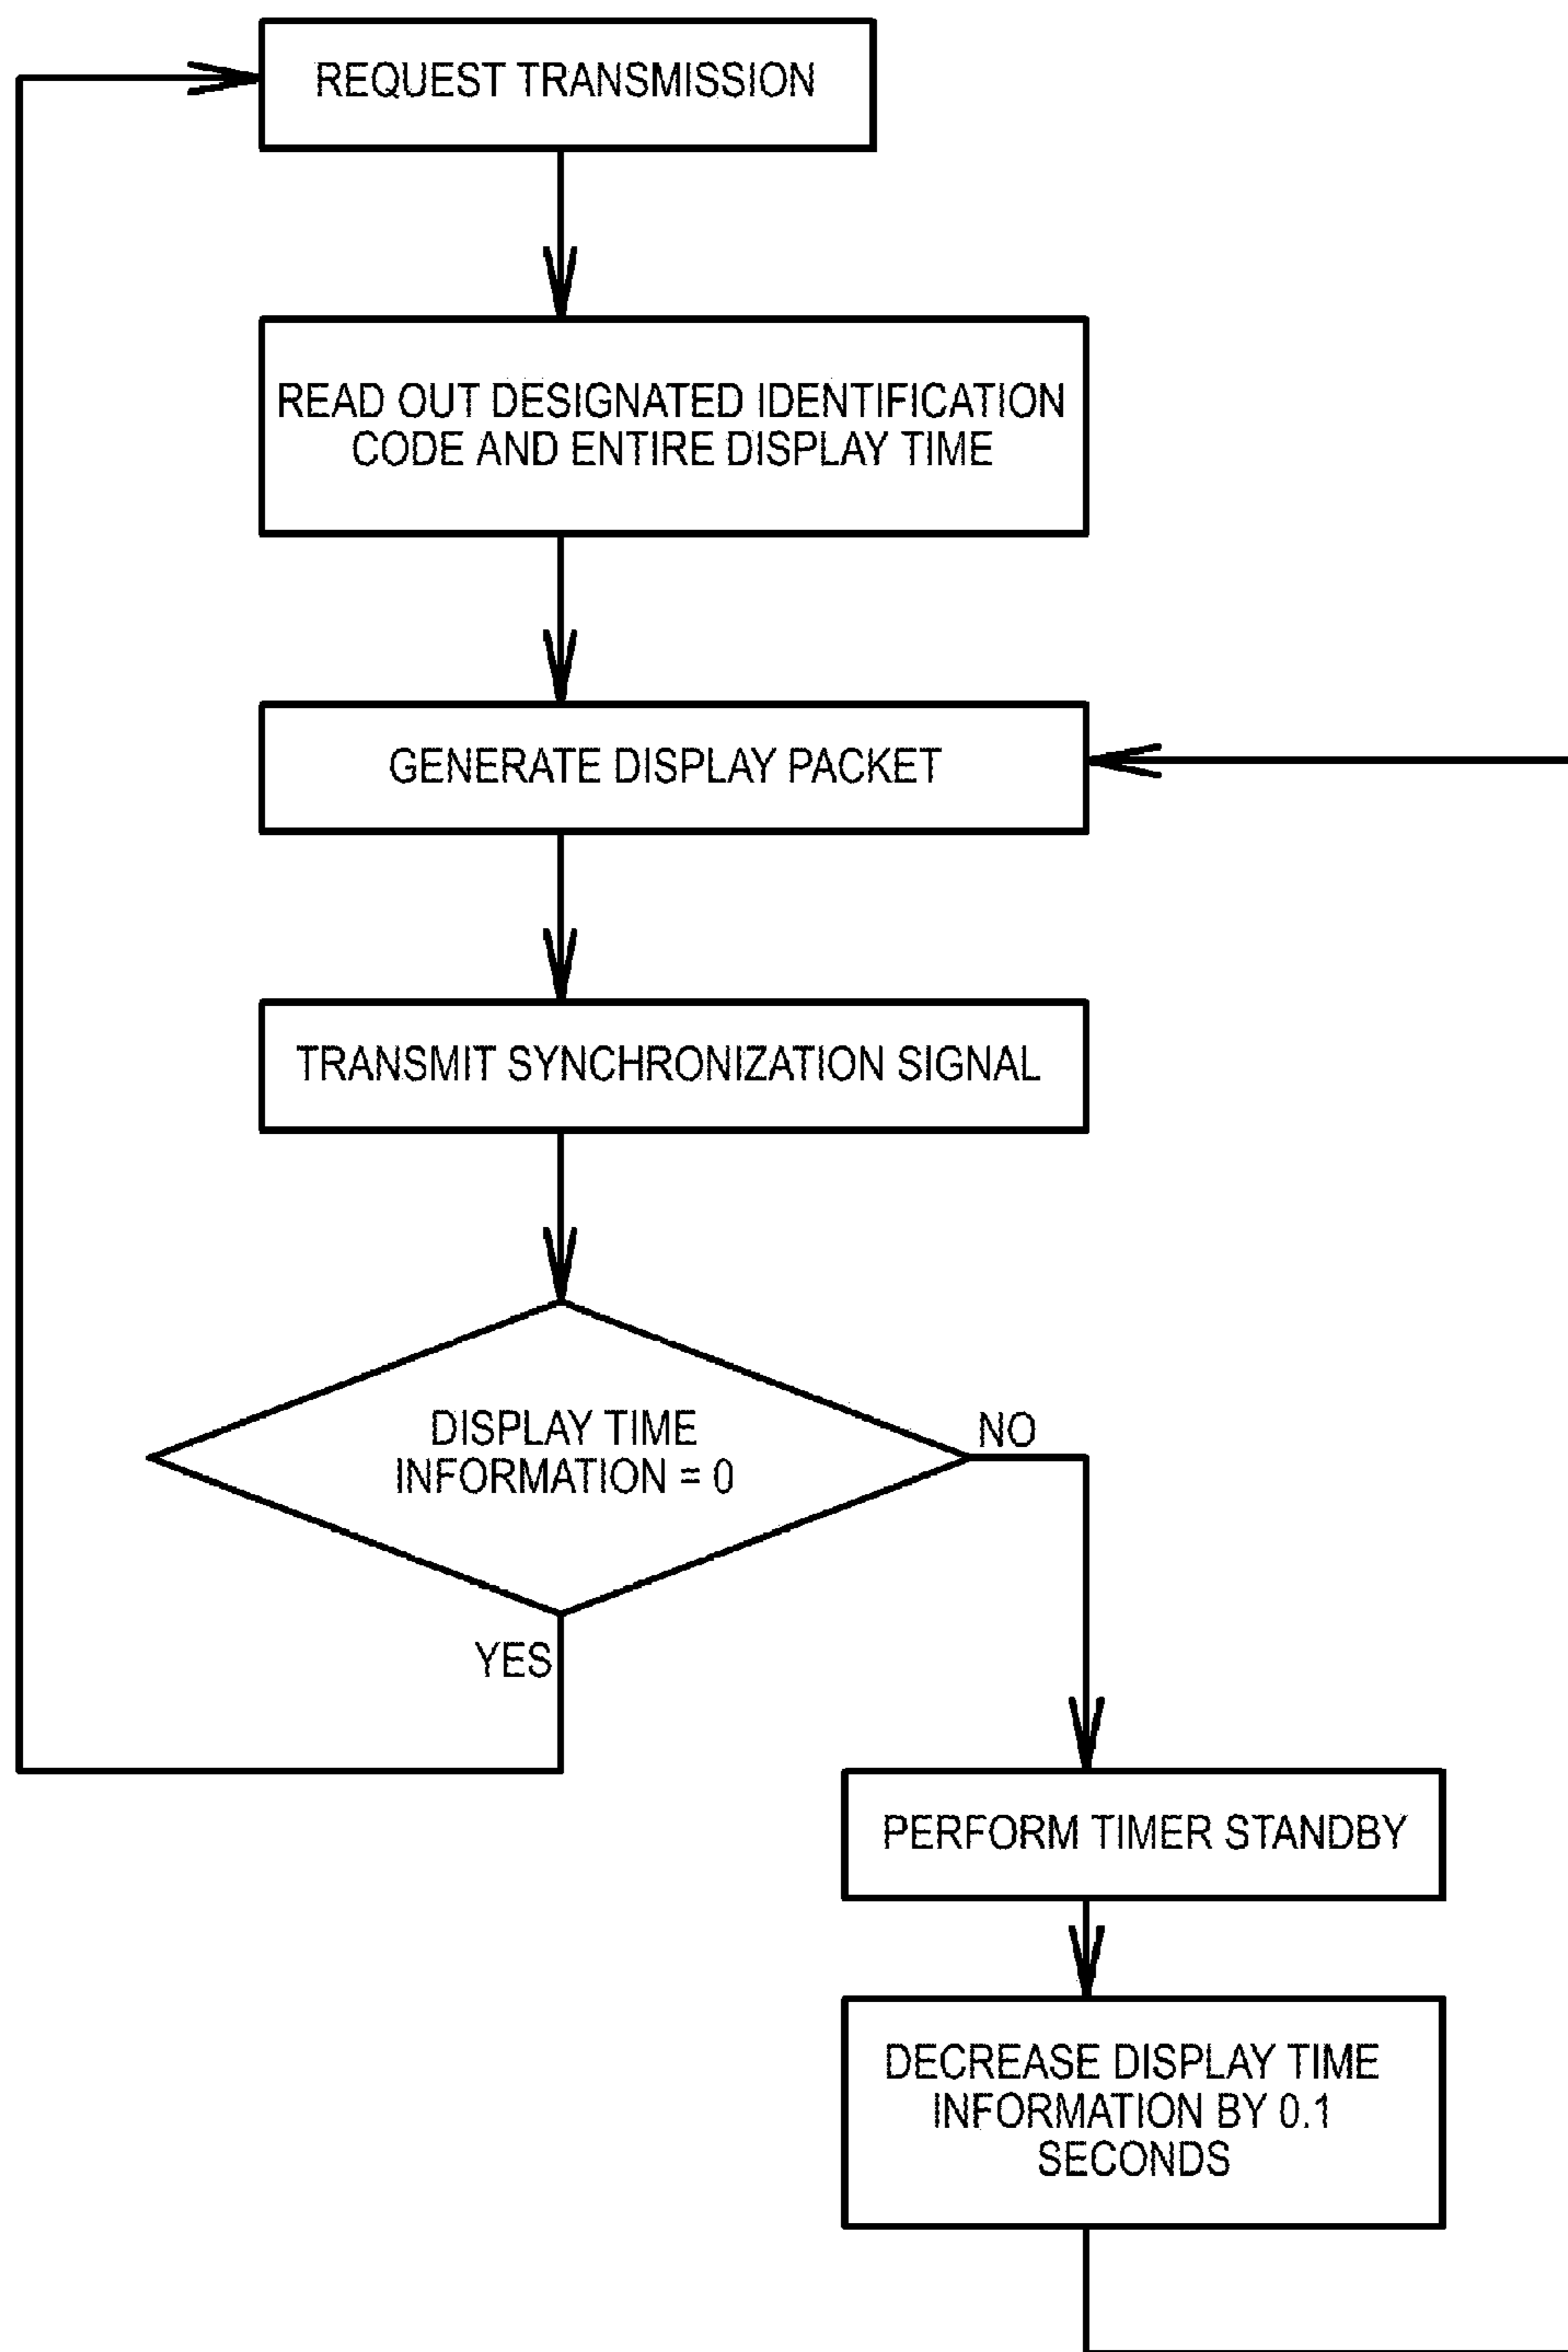 REQUEST TRANSMISSION
READ OUT DESIGNATED IDENTIFICATION
CODE AND ENTIRE DISPLAY TIME
GENERATE DISPLAY PACKET
TRANSMIT SYNCHRONIZATION SIGNAL
DISPLAY TIME
INFORMATION = 0
NO
YES
PERFORM TIMER STANDBY
DECREASE DISPLAY TIME
INFORMATION BY 0.1
SECONDS